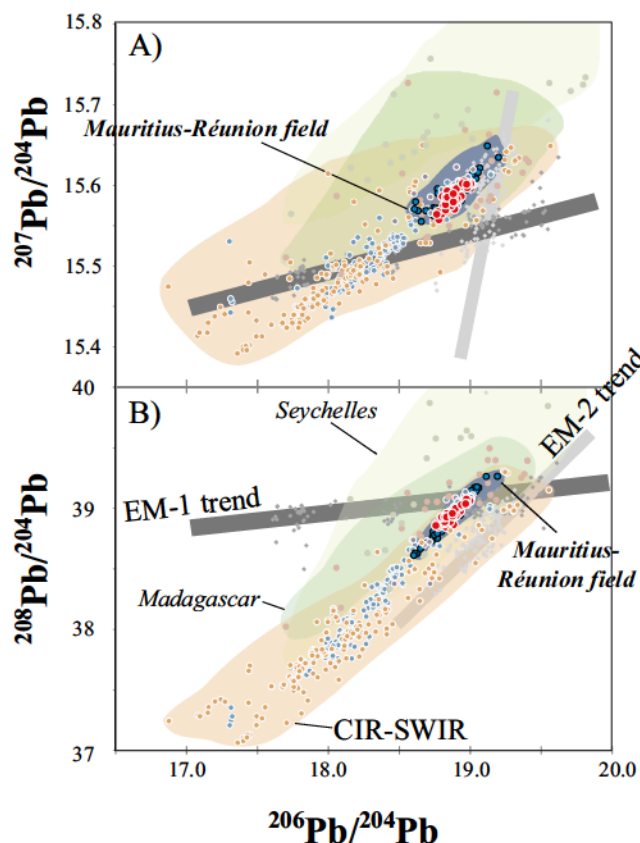 15.8
A)
15.7
Mauritius-Réunion field
15.6
15.5
15.4
²⁰⁷Pb/²⁰⁴Pb
40
B)
Seychelles
EM-2 trend
39
EM-1 trend
Mauritius-
Réunion field
Madagascar
38
CIR-SWIR
37
²⁰⁸Pb/²⁰⁴Pb
17.0 18.0 19.0 20.0
²⁰⁶Pb/²⁰⁴Pb